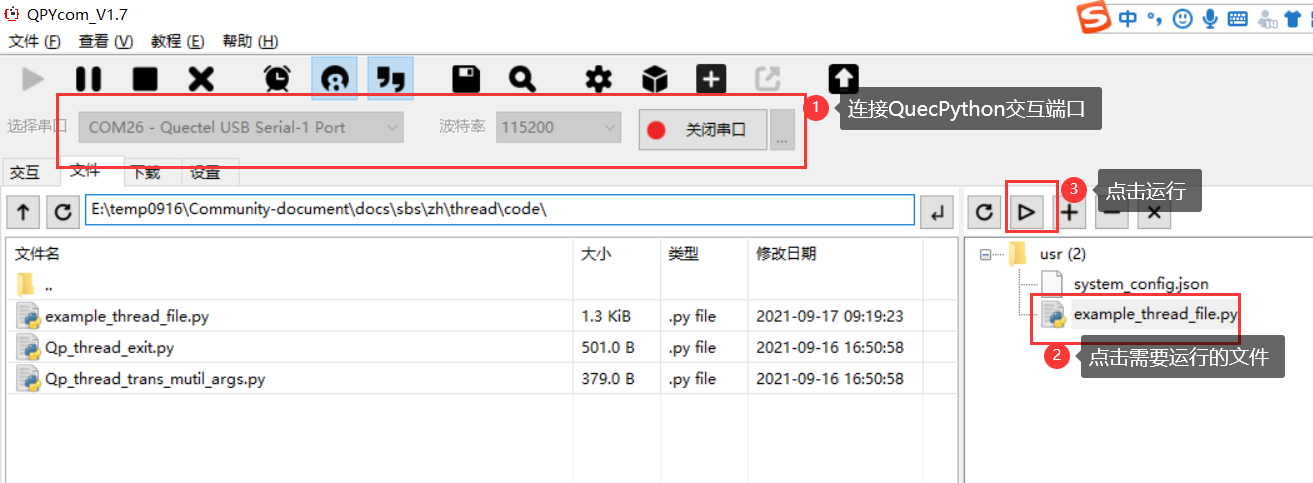 QPYcom_V1.7
文件 (F) 查看 (V) 教程 (E) 帮助 (H)
中
选择串口 COM26 - Quectel USB Serial-1 Port 波特率 115200 关闭串口 ...
1 连接QuecPython交互端口
交互 文件 下载 设置
3 点击运行
E:\temp0916\Community-document\docs\sbs\zh\thread\code\
文件名 大小 类型 修改日期
..
example_thread_file.py 1.3 KiB .py file 2021-09-17 09:19:23
Qp_thread_exit.py 501.0 B .py file 2021-09-16 16:50:58
Qp_thread_trans_mutil_args.py 379.0 B .py file 2021-09-16 16:50:58
usr (2)
system_config.json
example_thread_file.py
2 点击需要运行的文件